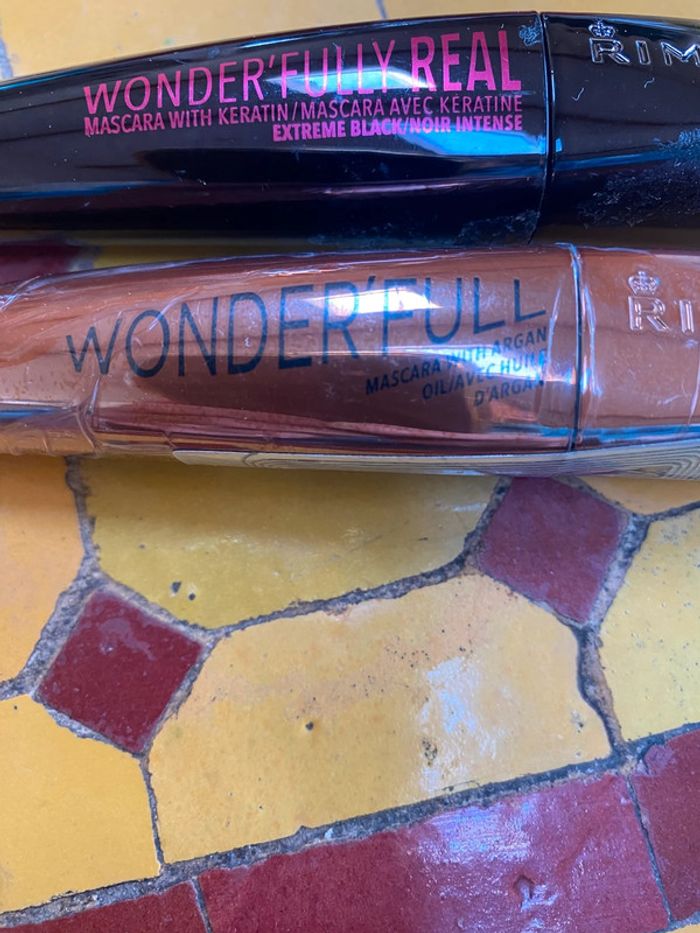 WONDER'FULLY REAL
MASCARA WITH KERATIN/MASCARA AVEC KÉRATINE
EXTREME BLACK/NOIR INTENSE
RIM
WONDER'FULL
MASCARA WITH ARGAN
OIL/AVEC HUILE
D'ARGAN
RI